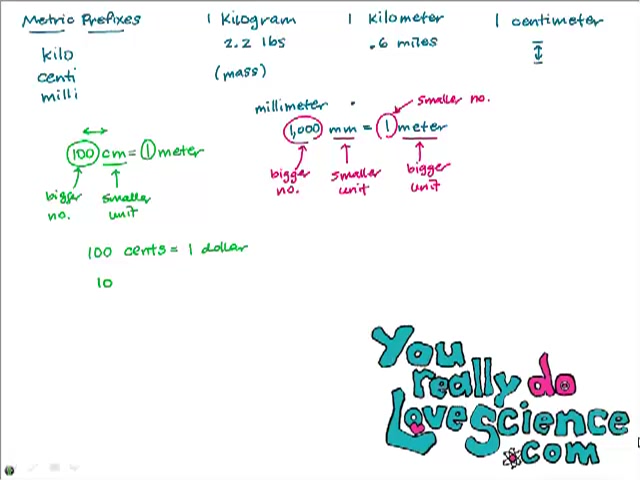 Metric Prefixes
kilo
centi
milli
1 Kilogram
2.2 lbs
(mass)
1 kilometer
.6 miles
1 centimeter
millimeter
1,000 mm = 1 meter
smaller no.
bigger no.
smaller unit
bigger unit
100 cm = 1 meter
bigger no.
smaller unit
100 cents = 1 dollar
10
You
really do
Love Science
.com